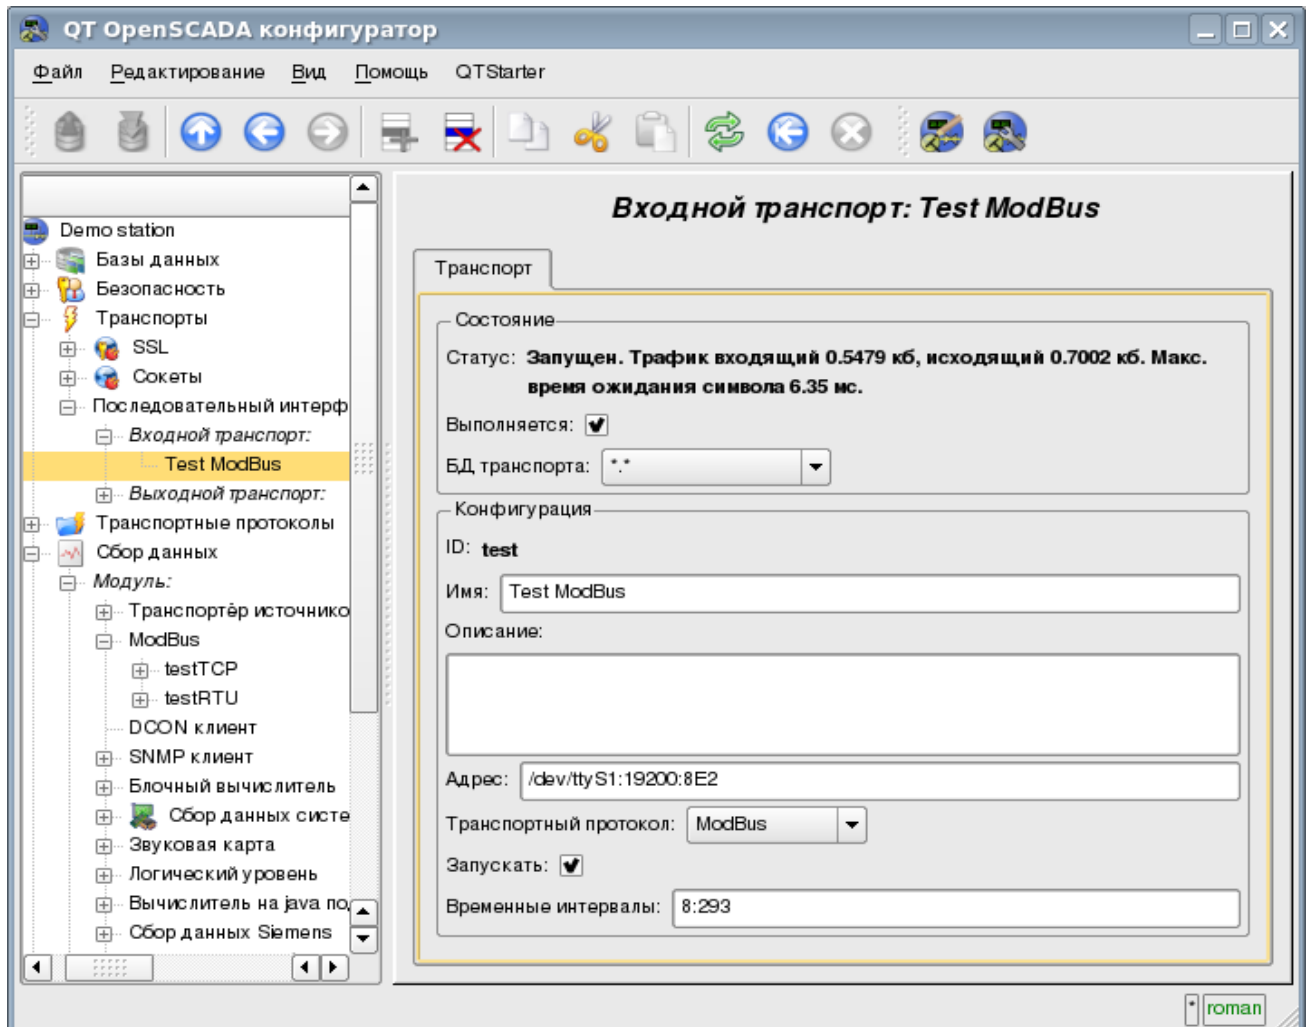 QT OpenSCADA конфигуратор
Файл Редактирование Вид Помощь QTStarter
Demo station
Базы данных
Безопасность
Транспорты
SSL
Сокеты
Последовательный интерф
Входной транспорт:
Test ModBus
Выходной транспорт:
Транспортные протоколы
Сбор данных
Модуль:
Транспортёр источнико
ModBus
testTCP
testRTU
DCON клиент
SNMP клиент
Блочный вычислитель
Сбор данных систе
Звуковая карта
Логический уровень
Вычислитель на java по
Сбор данных Siemens
Входной транспорт: Test ModBus
Транспорт
Состояние
Статус: Запущен. Трафик входящий 0.5479 кб, исходящий 0.7002 кб. Макс.
время ожидания символа 6.35 мс.
Выполняется:
БД транспорта: *.*
Конфигурация
ID: test
Имя: Test ModBus
Описание:
Адрес: /dev/ttyS1:19200:8E2
Транспортный протокол: ModBus
Запускать:
Временные интервалы: 8:293
* roman